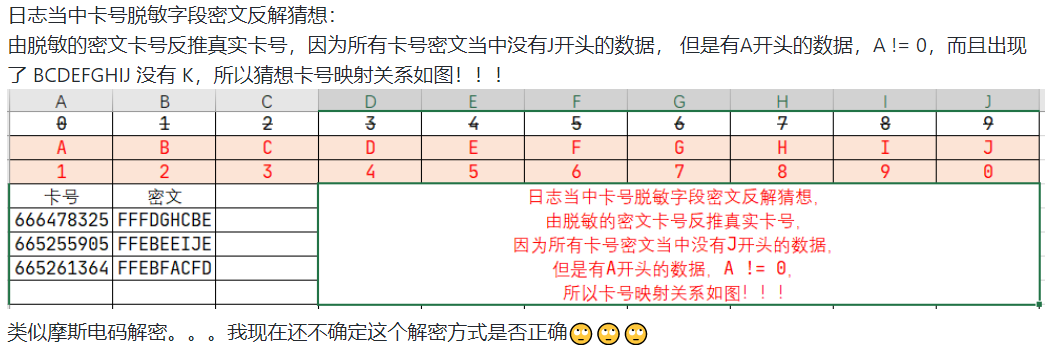 日志当中卡号脱敏字段密文反解猜想：
由脱敏的密文卡号反推真实卡号，因为所有卡号密文当中没有J开头的数据， 但是有A开头的数据，A != 0，而且出现
了 BCDEFGHIJ 没有 K，所以猜想卡号映射关系如图！！！
A B C D E F G H I J
0 1 2 3 4 5 6 7 8 9
A B C D E F G H I J
1 2 3 4 5 6 7 8 9 0
卡号 密文
666478325 FFFDGHCBE
665255905 FFEBEEIJE
665261364 FFEBFACFD
日志当中卡号脱敏字段密文反解猜想，
由脱敏的密文卡号反推真实卡号，
因为所有卡号密文当中没有J开头的数据，
但是有A开头的数据，A != 0，
所以卡号映射关系如图！！！
类似摩斯电码解密。。。我现在还不确定这个解密方式是否正确🙄🙄🙄